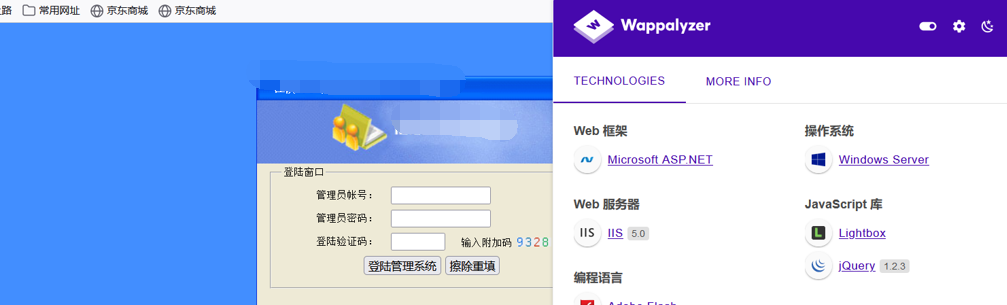 路 常用网址 京东商城 京东商城
登陆窗口
管理员帐号：
管理员密码：
登陆验证码： 输入附加码 9328
登陆管理系统 擦除重填
Wappalyzer
TECHNOLOGIES MORE INFO
Web 框架
Microsoft ASP.NET
操作系统
Windows Server
Web 服务器
IIS 5.0
JavaScript 库
Lightbox
jQuery 1.2.3
编程语言
Adobe Flash